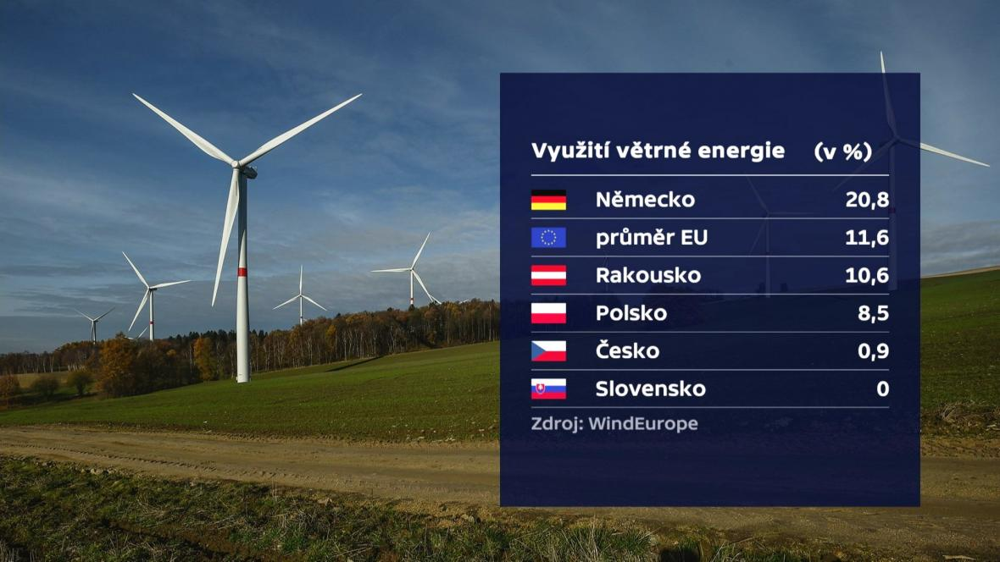 Využití větrné energie (v %)
Německo 20,8
průměr EU 11,6
Rakousko 10,6
Polsko 8,5
Česko 0,9
Slovensko 0
Zdroj: WindEurope